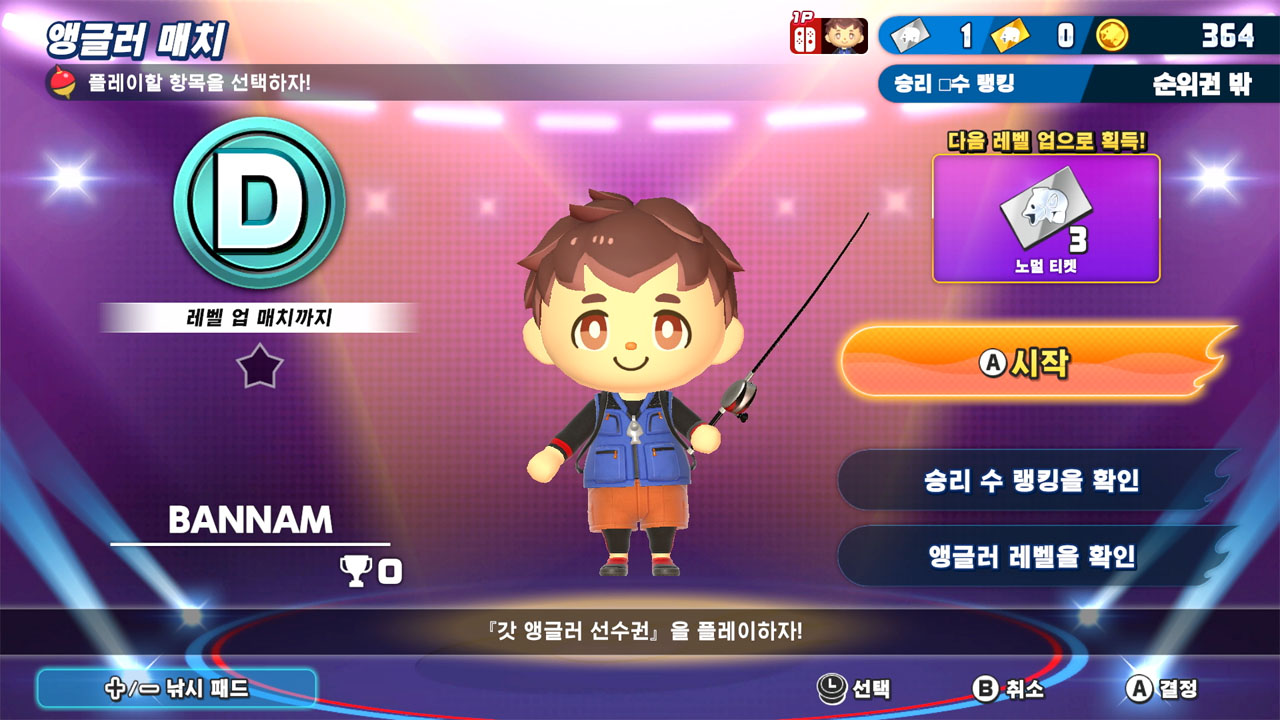 앵글러 매치
플레이할 항목을 선택하자!
1P
1 0 364
승리 □수 랭킹 순위권 밖
D
레벨 업 매치까지
다음 레벨 업으로 획득!
3
노멀 티켓
A 시작
승리 수 랭킹을 확인
앵글러 레벨을 확인
BANNAM
0
『갓 앵글러 선수권』을 플레이하자!
+/− 낚시 패드
L 선택 B 취소 A 결정